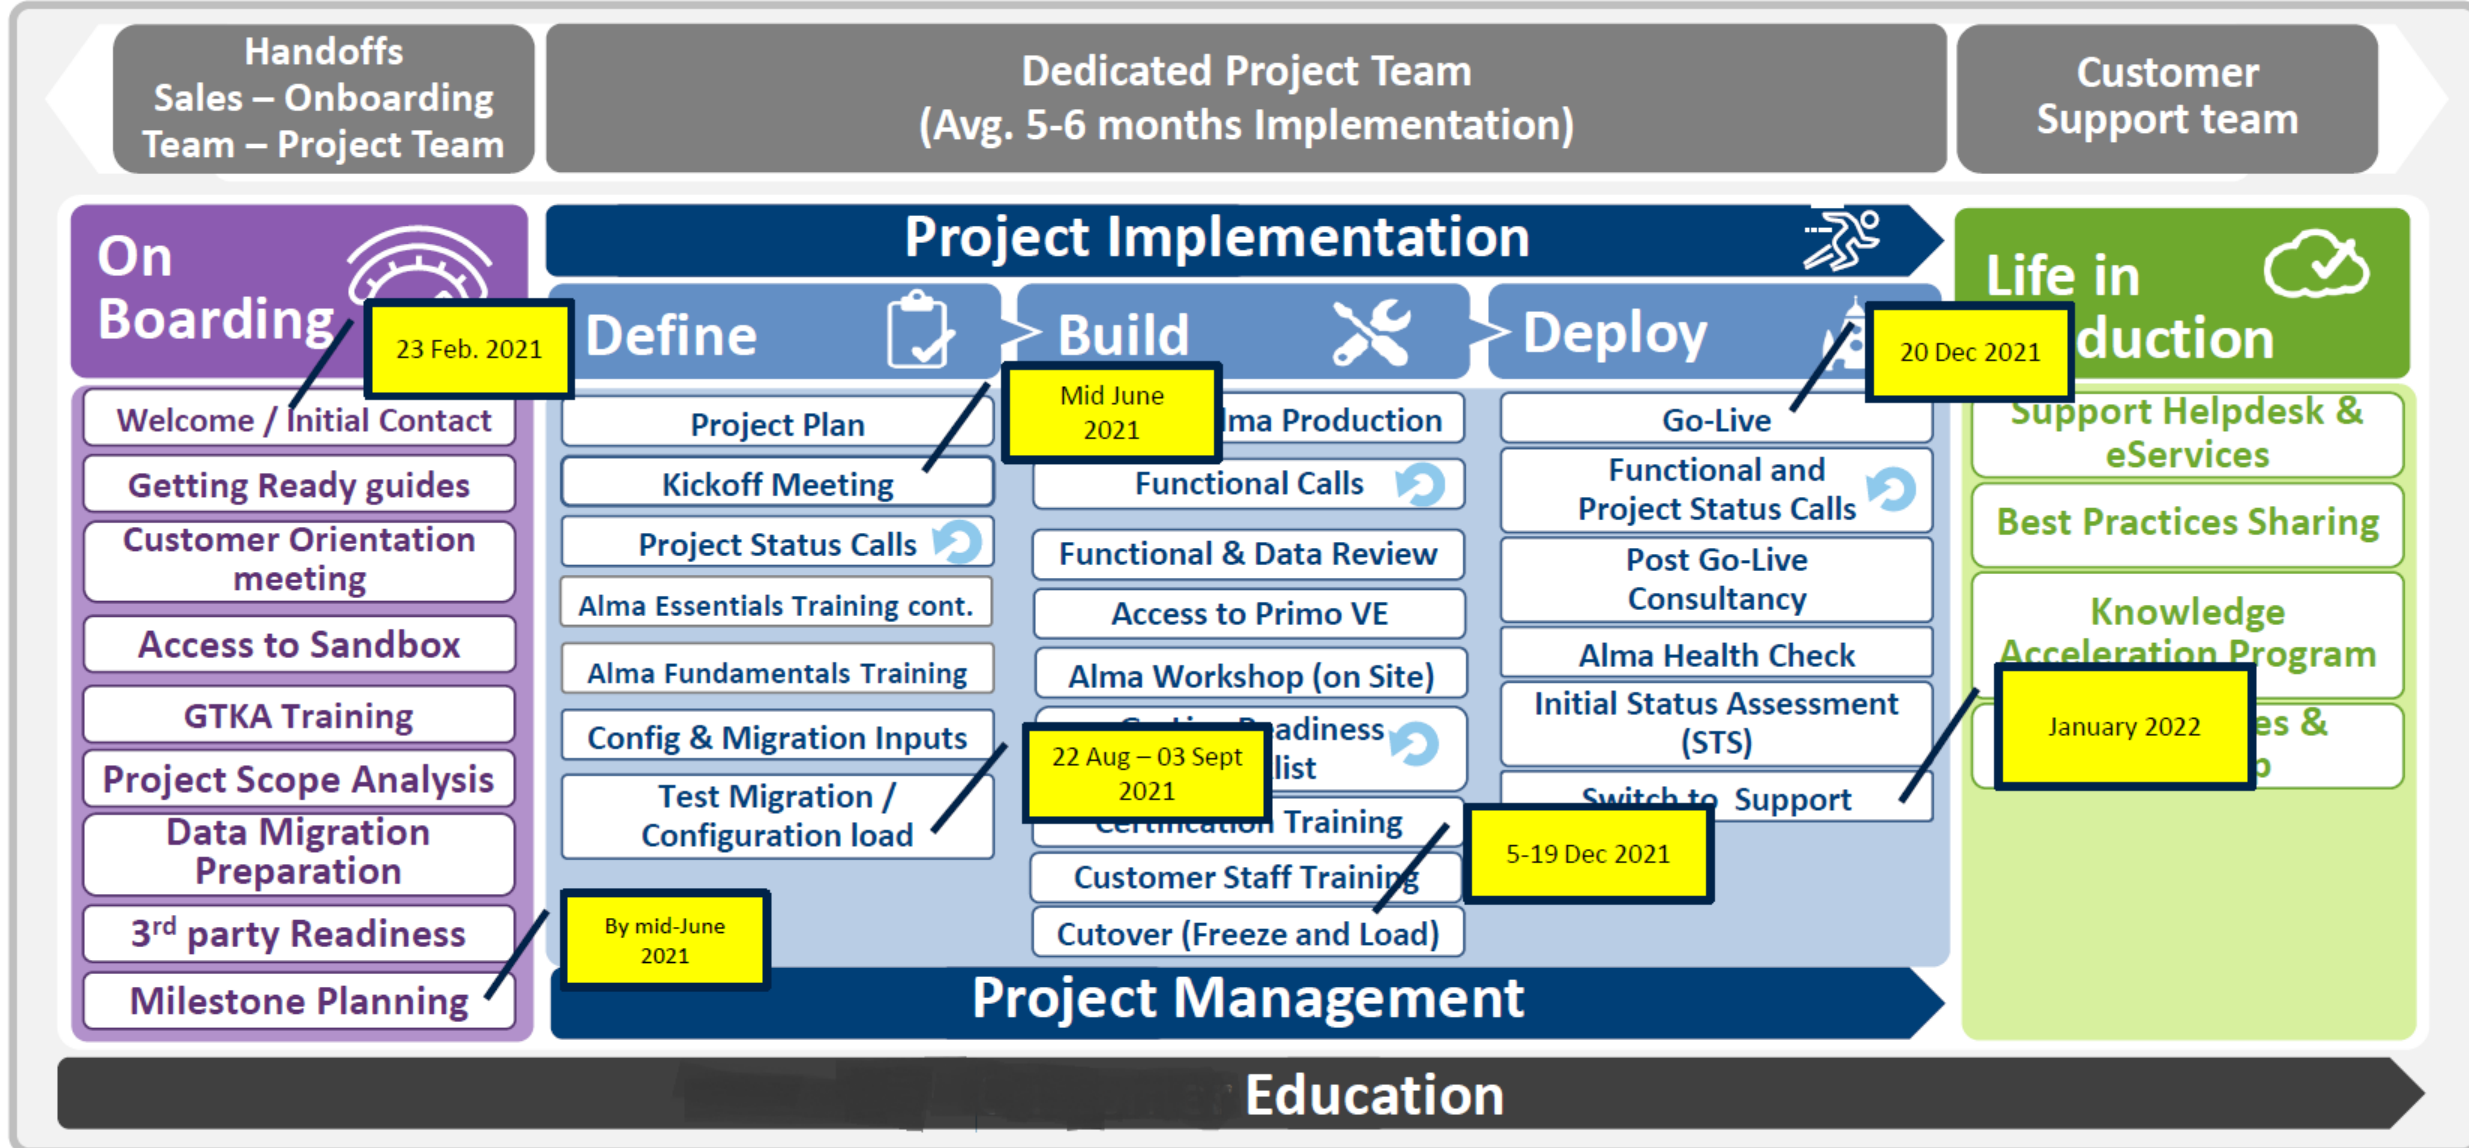 Handoffs
Sales – Onboarding
Team – Project Team
Dedicated Project Team
(Avg. 5-6 months Implementation)
Customer
Support team
On
Boarding
23 Feb. 2021
Welcome / Initial Contact
Getting Ready guides
Customer Orientation
meeting
Access to Sandbox
GTKA Training
Project Scope Analysis
Data Migration
Preparation
3rd party Readiness
Milestone Planning
By mid-June
2021
Project Implementation
Define
Project Plan
Kickoff Meeting
Mid June
2021
Project Status Calls
Alma Essentials Training cont.
Alma Fundamentals Training
Config & Migration Inputs
Test Migration /
Configuration load
22 Aug – 03 Sept
2021
Build
Production
Functional Calls
Functional & Data Review
Access to Primo VE
Alma Workshop (on Site)
Certification Training
Customer Staff Training
Cutover (Freeze and Load)
5-19 Dec 2021
Deploy
20 Dec 2021
Go-Live
Functional and
Project Status Calls
Post Go-Live
Consultancy
Alma Health Check
Initial Status Assessment
(STS)
Switch to Support
January 2022
Life in
Support Helpdesk &
eServices
Best Practices Sharing
Knowledge
Acceleration Program
&
Project Management
Education